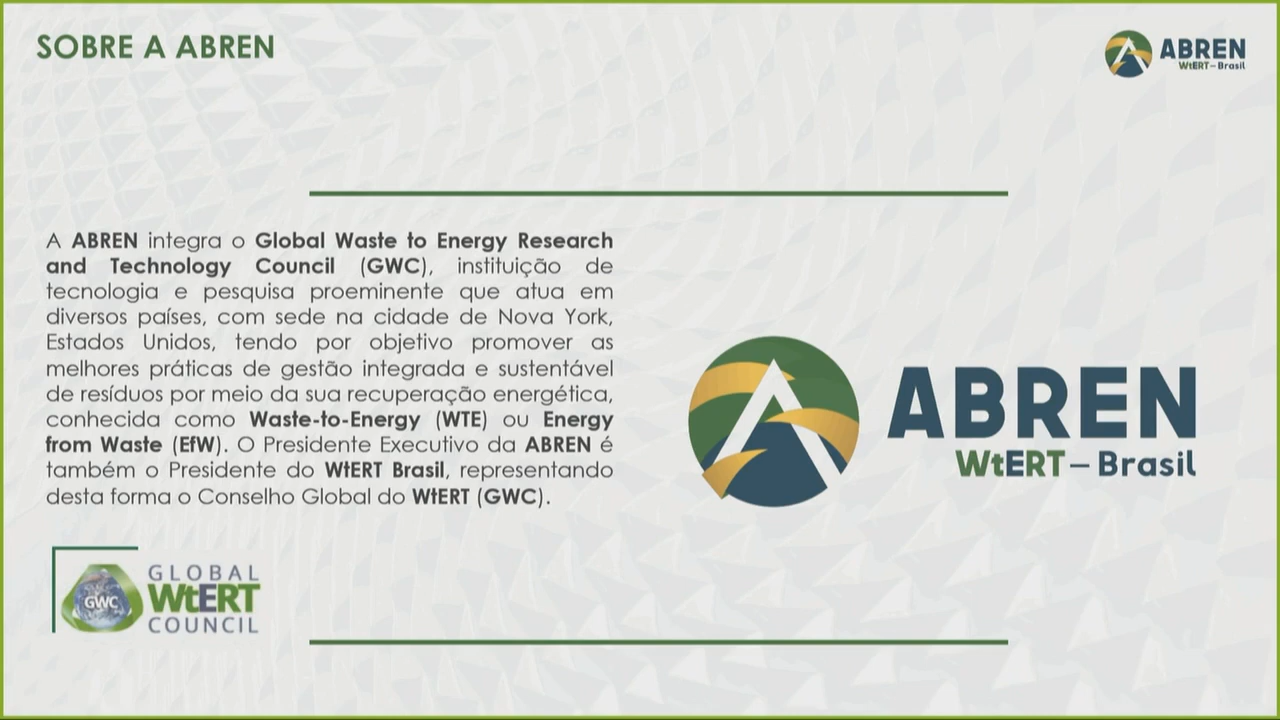 SOBRE A ABREN
ABREN
WtERT – Brasil
A ABREN integra o Global Waste to Energy Research
and Technology Council (GWC), instituição de
tecnologia e pesquisa proeminente que atua em
diversos países, com sede na cidade de Nova York,
Estados Unidos, tendo por objetivo promover as
melhores práticas de gestão integrada e sustentável
de resíduos por meio da sua recuperação energética,
conhecida como Waste-to-Energy (WTE) ou Energy
from Waste (EfW). O Presidente Executivo da ABREN é
também o Presidente do WtERT Brasil, representando
desta forma o Conselho Global do WtERT (GWC).
ABREN
WtERT – Brasil
GWC
GLOBAL
WtERT
COUNCIL